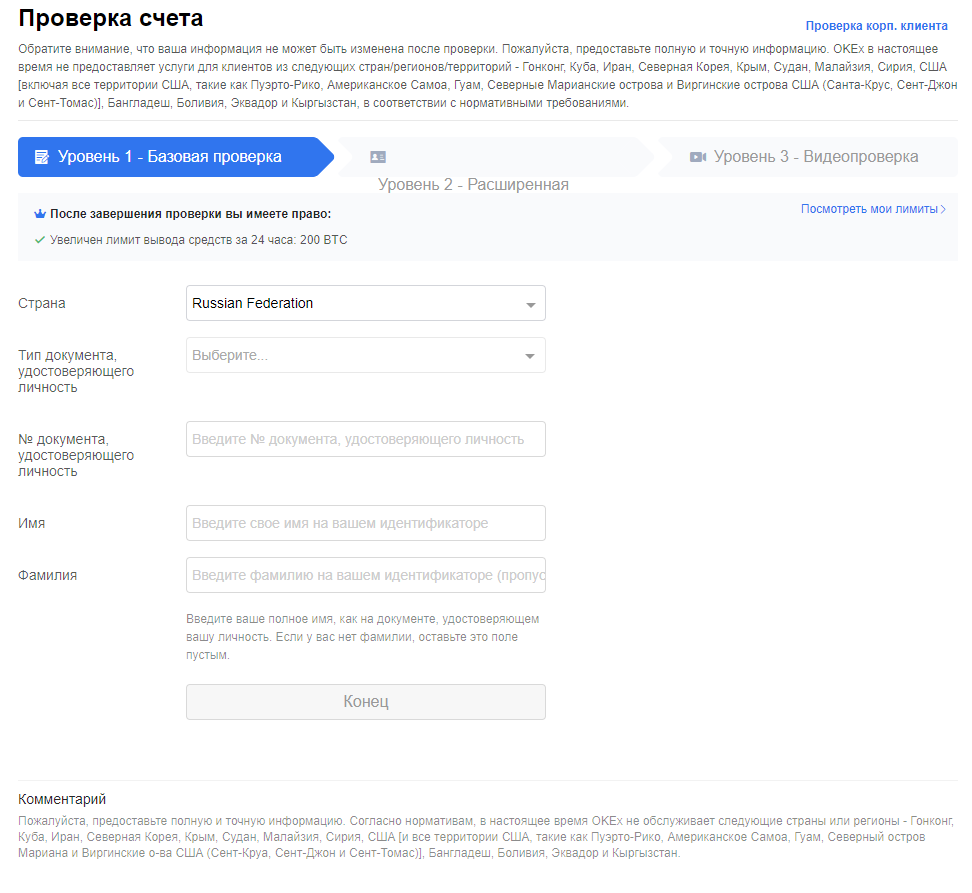 Проверка счета
Проверка корп. клиента
Обратите внимание, что ваша информация не может быть изменена после проверки. Пожалуйста, предоставьте полную и точную информацию. OKEx в настоящее
время не предоставляет услуги для клиентов из следующих стран/регионов/территорий - Гонконг, Куба, Иран, Северная Корея, Крым, Судан, Малайзия, Сирия, США
[включая все территории США, такие как Пуэрто-Рико, Американское Самоа, Гуам, Северные Марианские острова и Виргинские острова США (Санта-Крус, Сент-Джон
и Сент-Томас)], Бангладеш, Боливия, Эквадор и Кыргызстан, в соответствии с нормативными требованиями.
Уровень 1 - Базовая проверка
Уровень 2 - Расширенная
Уровень 3 - Видеопроверка
После завершения проверки вы имеете право:
Посмотреть мои лимиты
Увеличен лимит вывода средств за 24 часа: 200 BTC
Страна
Russian Federation
Тип документа,
удостоверяющего
личность
Выберите...
№ документа,
удостоверяющего
личность
Введите № документа, удостоверяющего личность
Имя
Введите свое имя на вашем идентификаторе
Фамилия
Введите фамилию на вашем идентификаторе (пропус
Введите ваше полное имя, как на документе, удостоверяющем
вашу личность. Если у вас нет фамилии, оставьте это поле
пустым.
Конец
Комментарий
Пожалуйста, предоставьте полную и точную информацию. Согласно нормативам, в настоящее время OKEx не обслуживает следующие страны или регионы - Гонконг,
Куба, Иран, Северная Корея, Крым, Судан, Малайзия, Сирия, США [и все территории США, такие как Пуэрто-Рико, Американское Самоа, Гуам, Северный остров
Мариана и Виргинские о-ва США (Сент-Круа, Сент-Джон и Сент-Томас)], Бангладеш, Боливия, Эквадор и Кыргызстан.